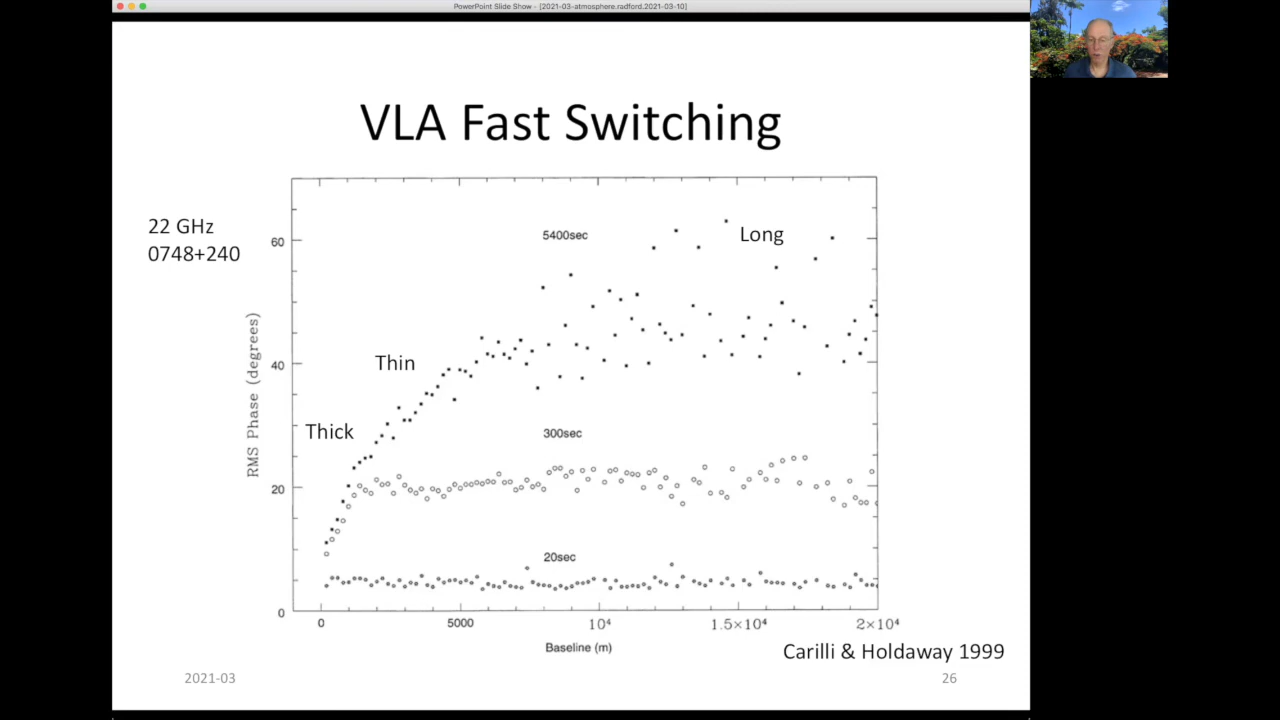 PowerPoint Slide Show - [2021-03-atmosphere.radford.2021-03-10]
VLA Fast Switching
22 GHz
0748+240
60
40
20
0
RMS Phase (degrees)
5400sec
Long
Thin
Thick
300sec
20sec
0
5000
10⁴
1.5×10⁴
2×10⁴
Baseline (m)
Carilli & Holdaway 1999
2021-03
26